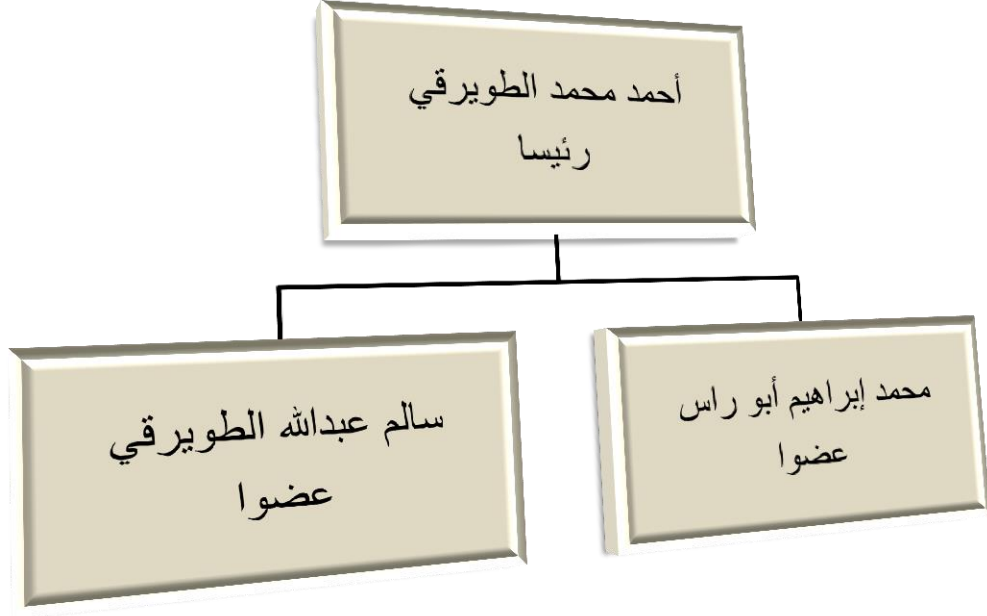 أحمد محمد الطويرقي
رئيسا
محمد إبراهيم أبو راس
عضوا
سالم عبدالله الطويرقي
عضوا